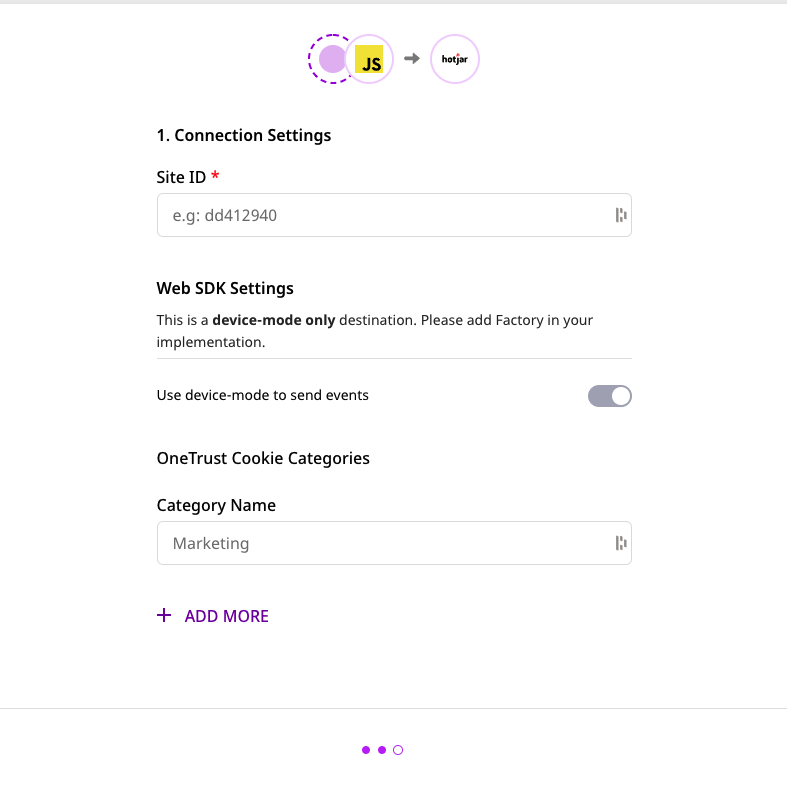 JS
hotjar
1. Connection Settings
Site ID *
e.g: dd412940
Web SDK Settings
This is a device-mode only destination. Please add Factory in your
implementation.
Use device-mode to send events
OneTrust Cookie Categories
Category Name
Marketing
+ ADD MORE